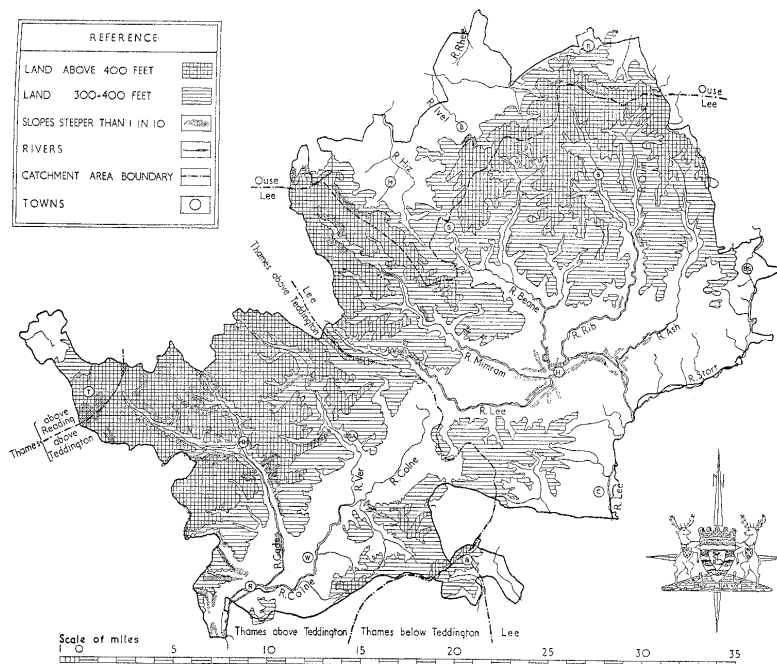 REFERENCE
LAND ABOVE 400 FEET
LAND 300-400 FEET
SLOPES STEEPER THAN 1 IN 10
RIVERS
CATCHMENT AREA BOUNDARY
TOWNS
R. Rhee
R. Ivel
R. Hiz
Ouse
Lee
Ouse
Lee
R
B
H
S
B
BS
Thames above
Teddington
Lee
R. Beane
R. Rib
R. Ash
R. Mimram
H
R. Stort
R. Lee
T
Thames
above
Reading
above
Teddington
HH
SA
R. Ver
R. Colne
C
R. Lee
R. Gade
W
R
R. Colne
B
Thames above Teddington
Thames below Teddington
Lee
Scale of miles
1 0 5 10 15 20 25 30 35